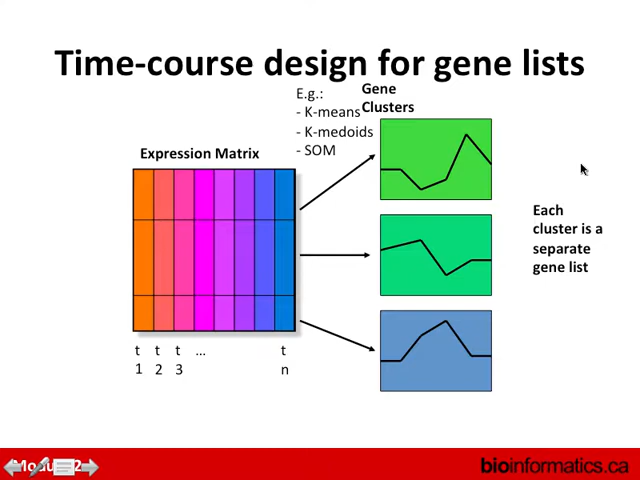 Time-course design for gene lists
E.g.:
- K-means
- K-medoids
- SOM
Gene
Clusters
Expression Matrix
Each
cluster is a
separate
gene list
t t t ... t
1 2 3 n
bioinformatics.ca